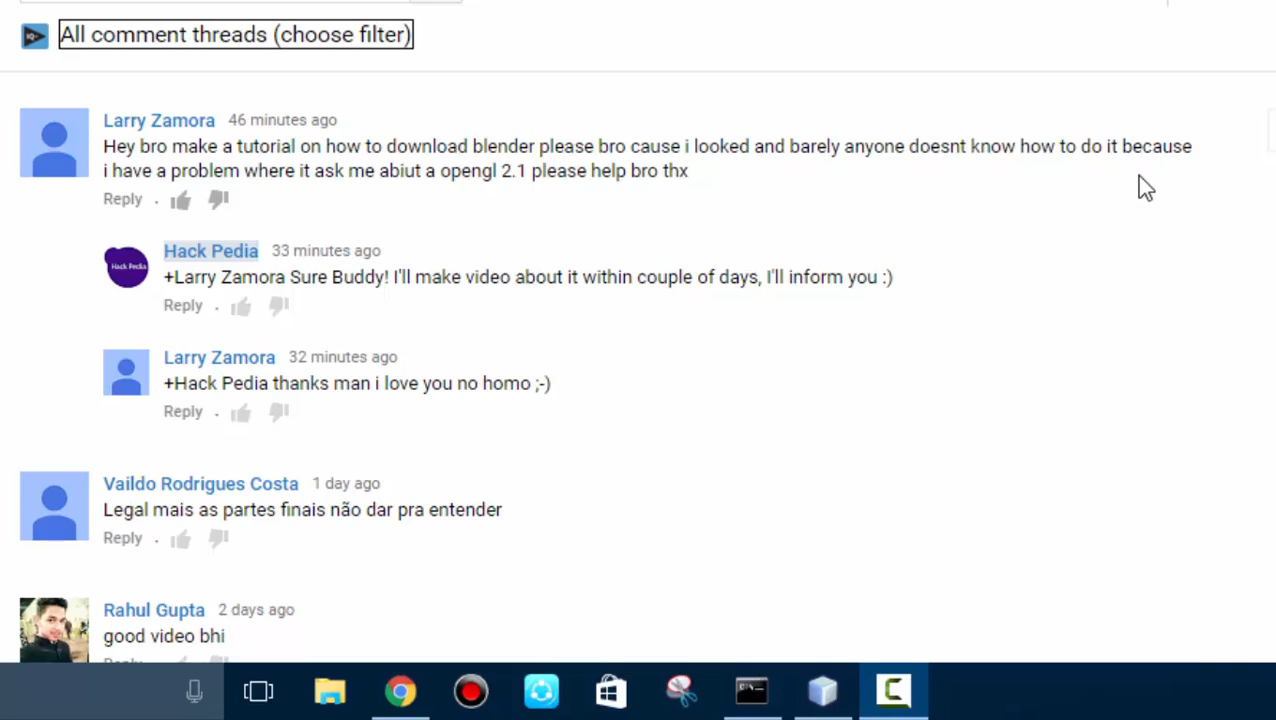 All comment threads (choose filter)
Larry Zamora 46 minutes ago
Hey bro make a tutorial on how to download blender please bro cause i looked and barely anyone doesnt know how to do it because
i have a problem where it ask me abiut a opengl 2.1 please help bro thx
Reply .
Hack Pedia
Hack Pedia 33 minutes ago
+Larry Zamora Sure Buddy! I'll make video about it within couple of days, I'll inform you :)
Reply .
Larry Zamora 32 minutes ago
+Hack Pedia thanks man i love you no homo ;-)
Reply .
Vaildo Rodrigues Costa 1 day ago
Legal mais as partes finais não dar pra entender
Reply .
Rahul Gupta 2 days ago
good video bhi
Reply